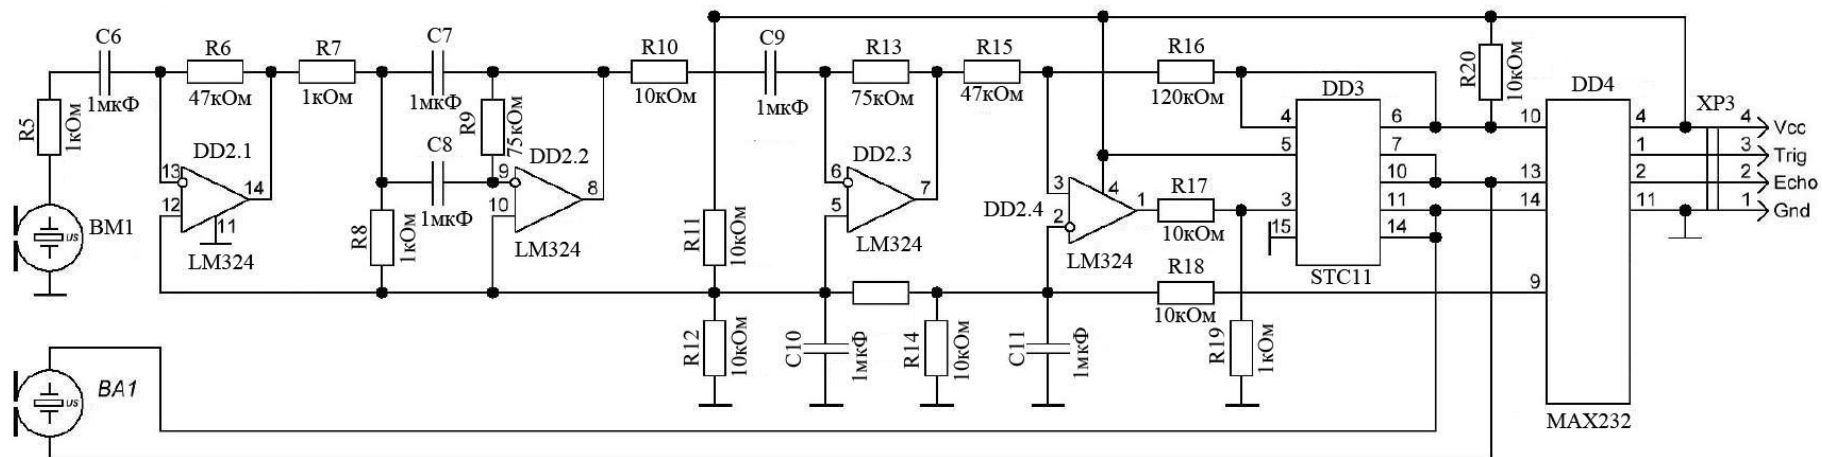 C6
1мкФ
R5
1кОм
BM1
us
R6
47кОм
13
12
14
11
DD2.1
LM324
R7
1кОм
C7
1мкФ
R9
75кОм
C8
1мкФ
R8
1кОм
9
10
8
DD2.2
LM324
R10
10кОм
R11
10кОм
R12
10кОм
C9
1мкФ
R13
75кОм
6
5
7
DD2.3
LM324
C10
1мкФ
R14
10кОм
R15
47кОм
3
2
4
1
DD2.4
LM324
C11
1мкФ
R16
120кОм
R17
10кОм
R18
10кОм
R19
1кОм
DD3
4
5
3
15
6
7
10
11
14
STC11
R20
10кОм
DD4
10
13
14
9
4
1
2
11
MAX232
XP3
4 Vcc
3 Trig
2 Echo
1 Gnd
BA1
us